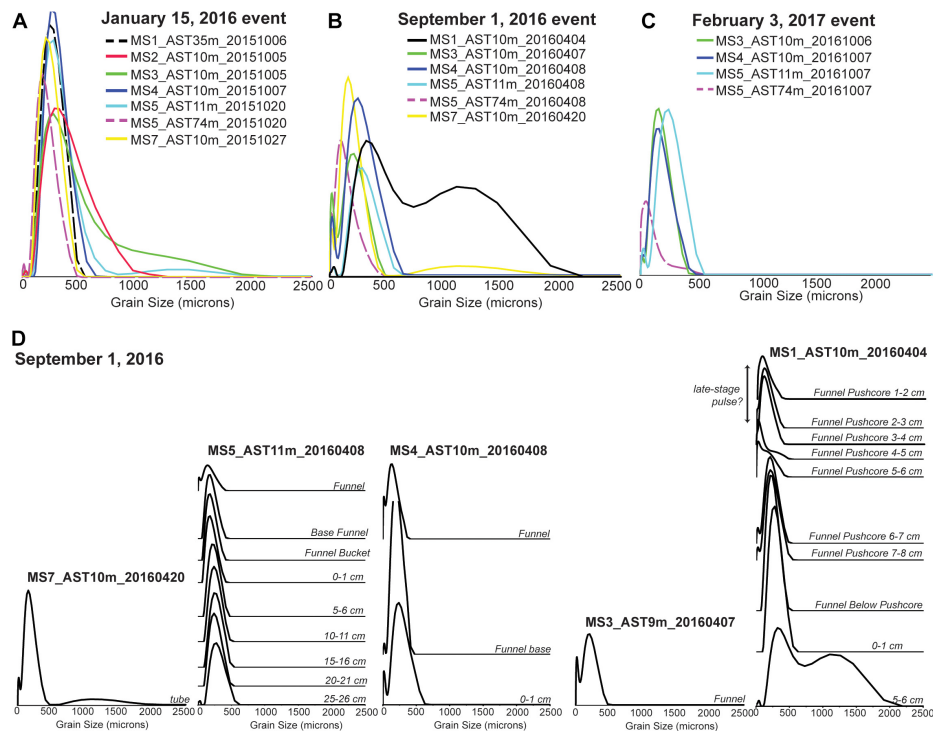 A
January 15, 2016 event
MS1_AST35m_20151006
MS2_AST10m_20151005
MS3_AST10m_20151005
MS4_AST10m_20151007
MS5_AST11m_20151020
MS5_AST74m_20151020
MS7_AST10m_20151027
0 500 1000 1500 2000 2500
Grain Size (microns)
B
September 1, 2016 event
MS1_AST10m_20160404
MS3_AST10m_20160407
MS4_AST10m_20160408
MS5_AST11m_20160408
MS5_AST74m_20160408
MS7_AST10m_20160420
0 500 1000 1500 2000 2500
Grain Size (microns)
C
February 3, 2017 event
MS3_AST10m_20161006
MS4_AST10m_20161007
MS5_AST11m_20161007
MS5_AST74m_20161007
0 500 1000 1500 2000
Grain Size (microns)
D
September 1, 2016
MS7_AST10m_20160420
tube
0 500 1000 1500 2000 2500
Grain Size (microns)
MS5_AST11m_20160408
Funnel
Base Funnel
Funnel Bucket
0-1 cm
5-6 cm
10-11 cm
15-16 cm
20-21 cm
25-26 cm
0 500 1000 1500 2000 2500
Grain Size (microns)
MS4_AST10m_20160408
Funnel
Funnel base
0-1 cm
0 500 1000 1500 2000 2500
Grain Size (microns)
MS3_AST9m_20160407
Funnel
0 500 1000 1500 2000 2500
Grain Size (microns)
MS1_AST10m_20160404
late-stage
pulse?
Funnel Pushcore 1-2 cm
Funnel Pushcore 2-3 cm
Funnel Pushcore 3-4 cm
Funnel Pushcore 4-5 cm
Funnel Pushcore 5-6 cm
Funnel Pushcore 6-7 cm
Funnel Pushcore 7-8 cm
Funnel Below Pushcore
0-1 cm
5-6 cm
0 500 1000 1500 2000 2500
Grain Size (microns)